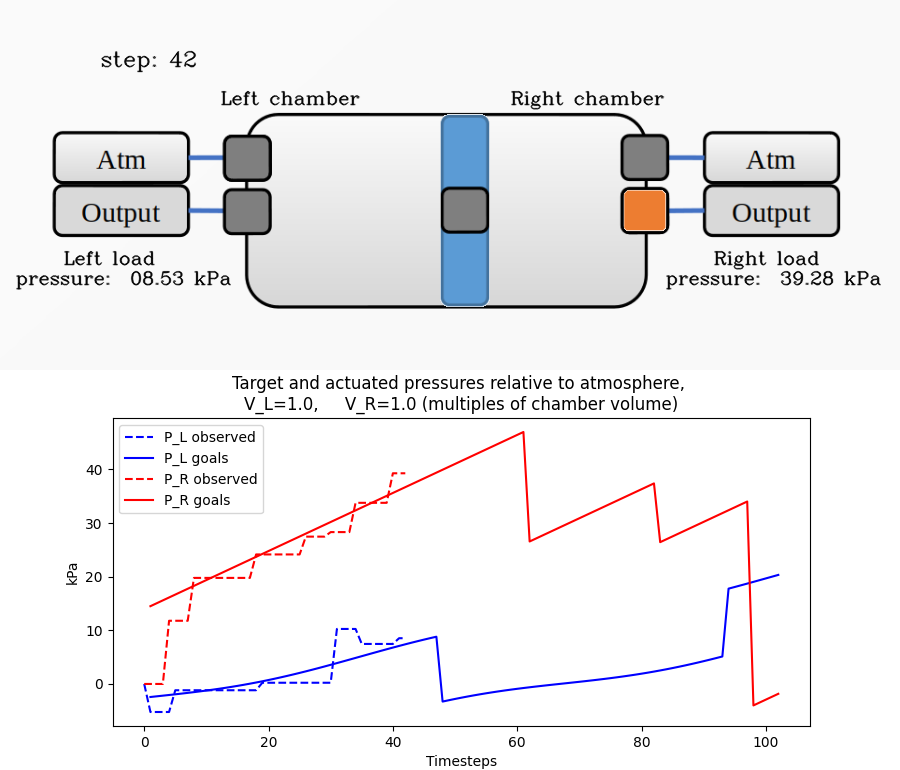 step: 42
Left chamber
Right chamber
Atm
Atm
Output
Output
Left load
pressure: 08.53 kPa
Right load
pressure: 39.28 kPa
Target and actuated pressures relative to atmosphere,
V_L=1.0, V_R=1.0 (multiples of chamber volume)
P_L observed
P_L goals
P_R observed
P_R goals
kPa
40
30
20
10
0
0 20 40 60 80 100
Timesteps